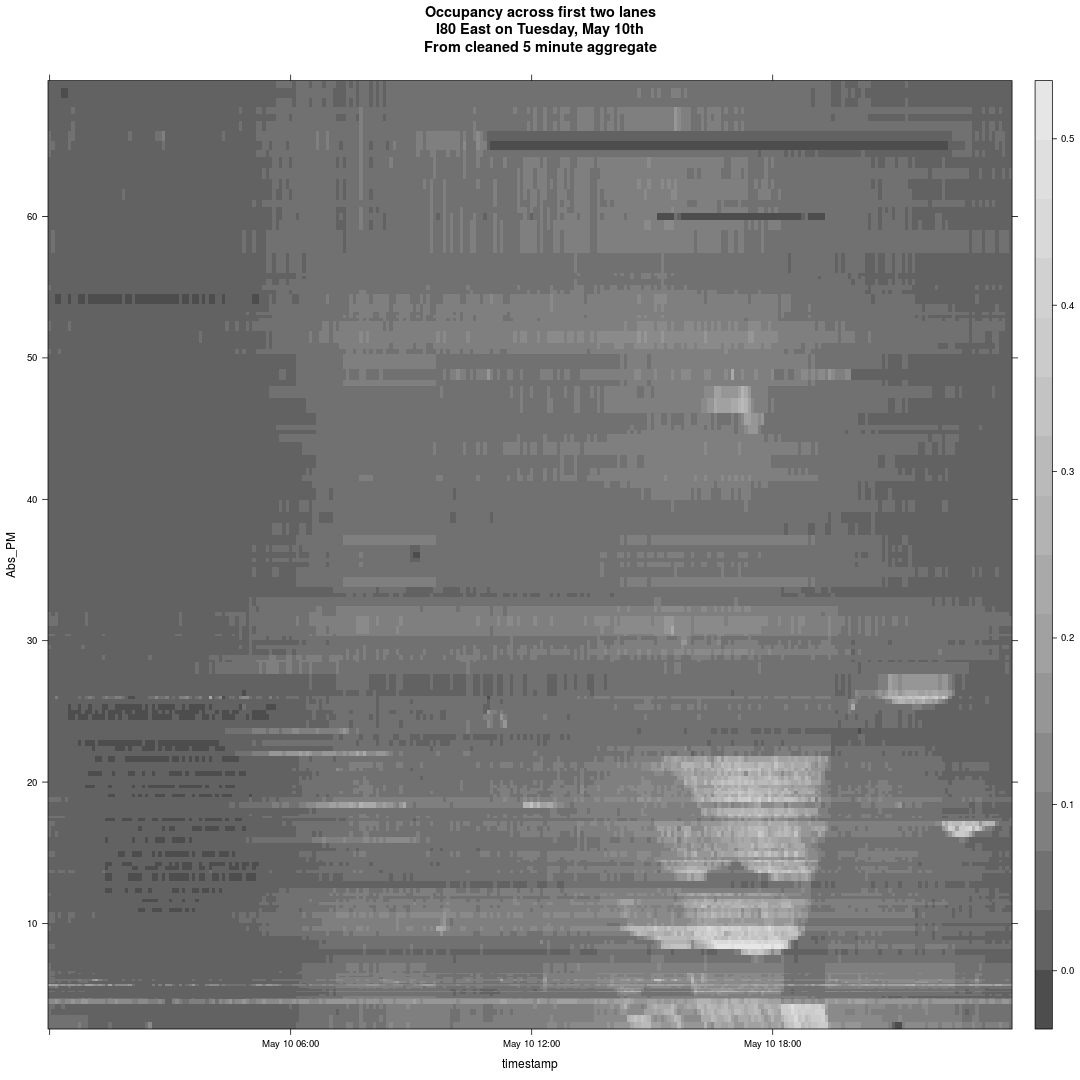 Occupancy across first two lanes
I80 East on Tuesday, May 10th
From cleaned 5 minute aggregate
0.5
60
0.4
50
0.3
40
Abs_PM
30
0.2
20
0.1
10
0.0
May 10 06:00 May 10 12:00 May 10 18:00
timestamp